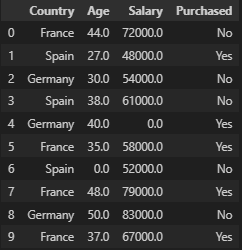 Country Age Salary Purchased
0 France 44.0 72000.0 No
1 Spain 27.0 48000.0 Yes
2 Germany 30.0 54000.0 No
3 Spain 38.0 61000.0 No
4 Germany 40.0 0.0 Yes
5 France 35.0 58000.0 Yes
6 Spain 0.0 52000.0 No
7 France 48.0 79000.0 Yes
8 Germany 50.0 83000.0 No
9 France 37.0 67000.0 Yes